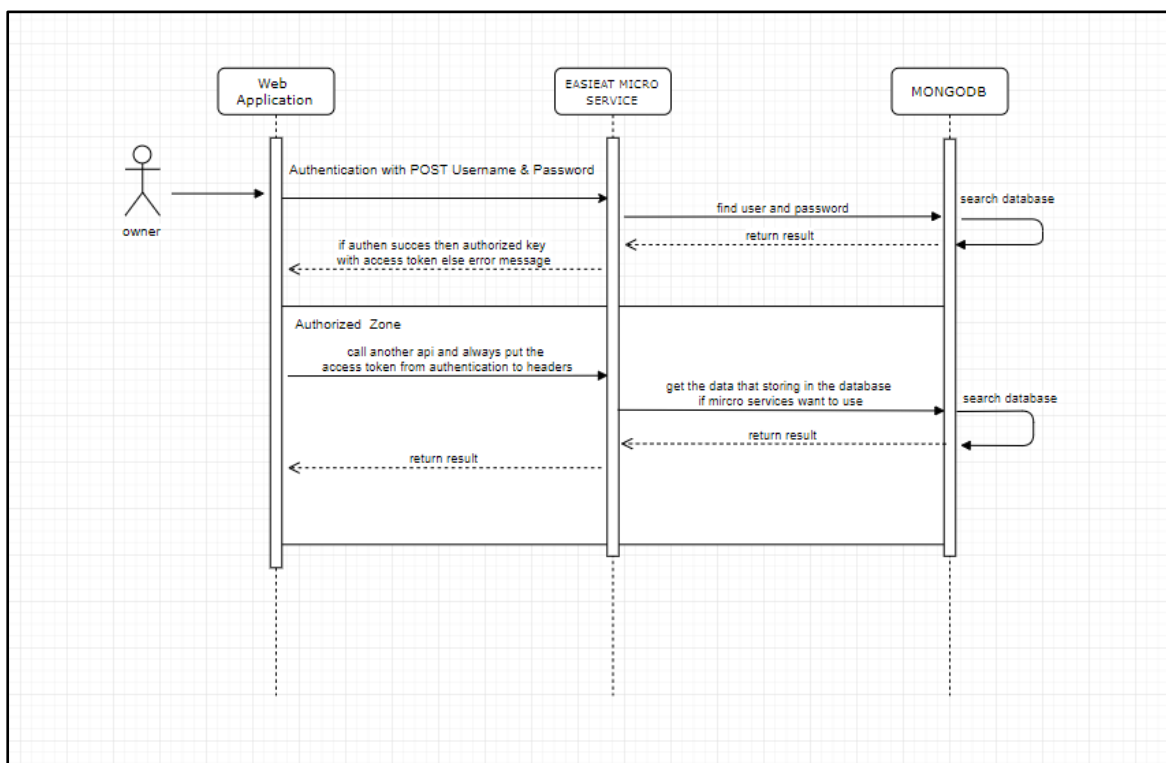 Web
Application
EASIEAT MICRO
SERVICE
MONGODB
owner
Authentication with POST Username & Password
find user and password
search database
return result
if authen succes then authorized key
with access token else error message
Authorized Zone
call another api and always put the
access token from authentication to headers
get the data that storing in the database
if mircro services want to use
search database
return result
return result